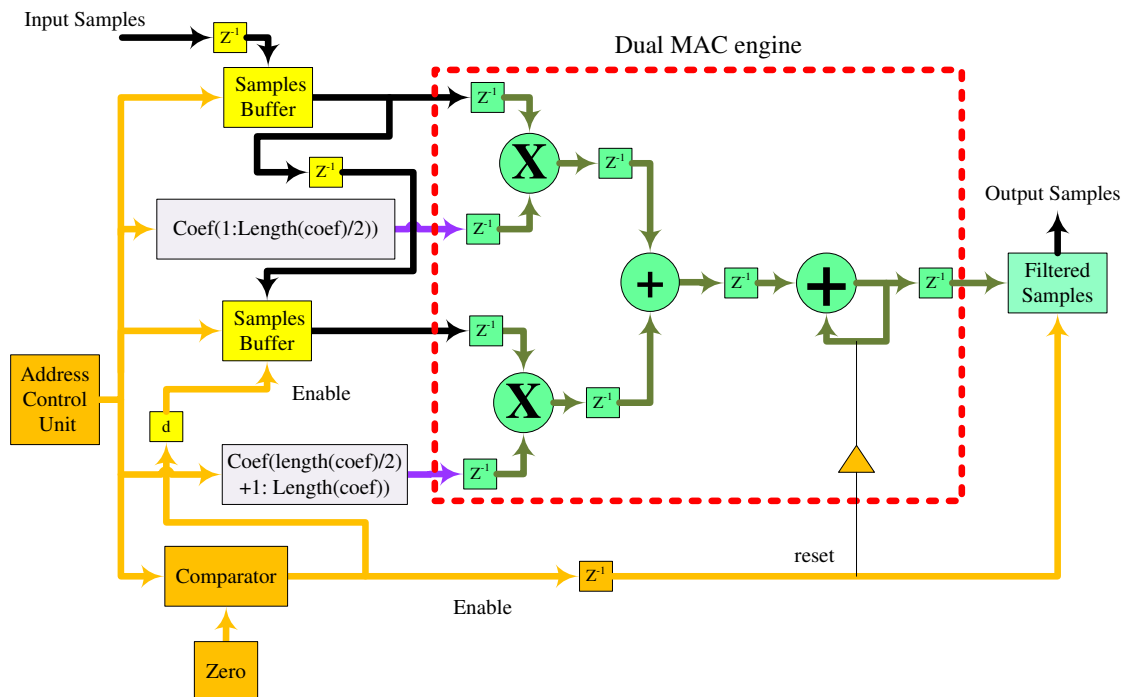 Input Samples
Z-1
Dual MAC engine
Samples
Buffer
Z-1
X
Z-1
Z-1
Output Samples
Coef(1:Length(coef)/2))
Z-1
+
Z-1
+
Z-1
Filtered
Samples
Samples
Buffer
Z-1
Address
Control
Unit
Enable
d
X
Z-1
Coef(length(coef)/2)
+1: Length(coef))
Z-1
reset
Comparator
Z-1
Enable
Zero